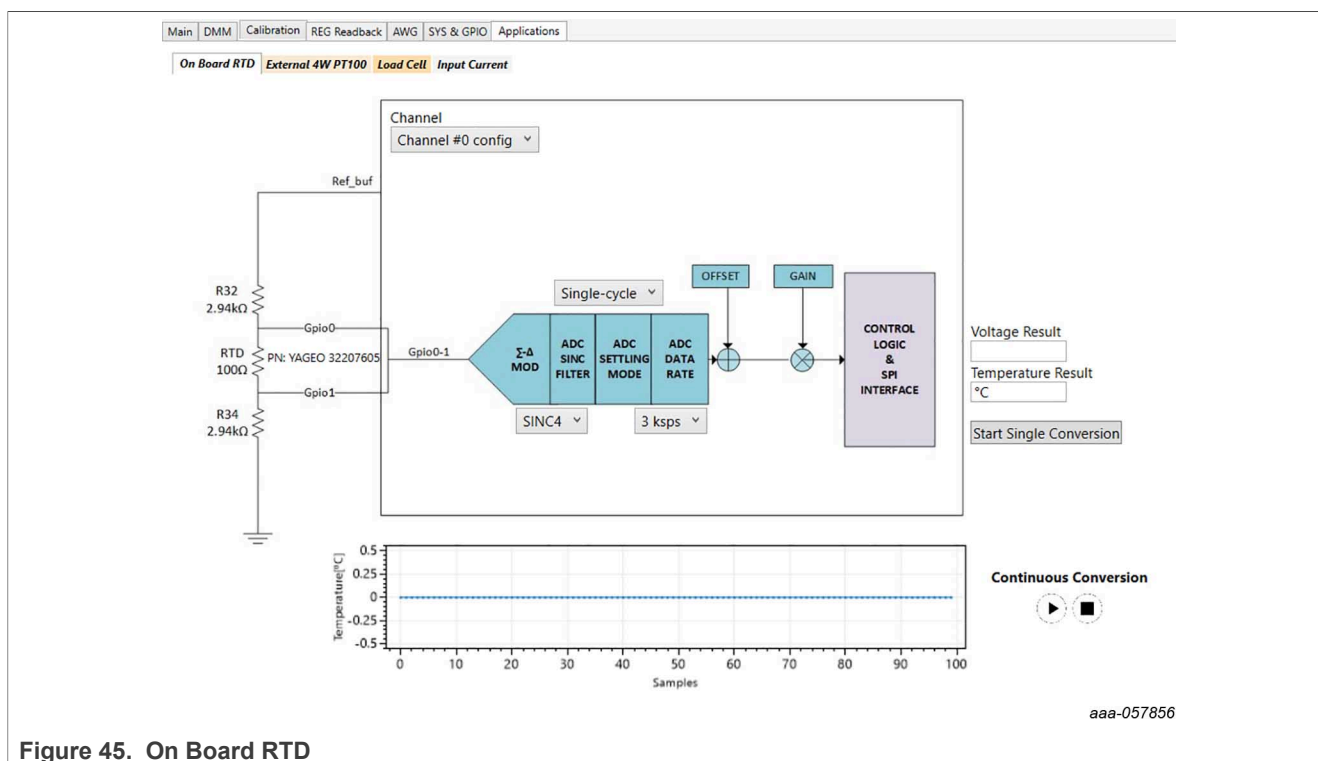 Main DMM Calibration REG Readback AWG SYS & GPIO Applications
On Board RTD External 4W PT100 Load Cell Input Current
Channel
Channel #0 config
Ref_buf
OFFSET GAIN
R32
2.94kΩ
Single-cycle
Gpio0
RTD
100Ω
PN: YAGEO 32207605
Gpio0-1
Gpio1
R34
2.94kΩ
Σ-Δ
MOD
ADC
SINC
FILTER
ADC
SETTLING
MODE
ADC
DATA
RATE
CONTROL
LOGIC
&
SPI
INTERFACE
SINC4
3 ksps
Voltage Result
Temperature Result
°C
Start Single Conversion
Temperature[°C]
0.5
0.25
0
-0.25
-0.5
0 10 20 30 40 50 60 70 80 90 100
Samples
Continuous Conversion
aaa-057856
Figure 45. On Board RTD